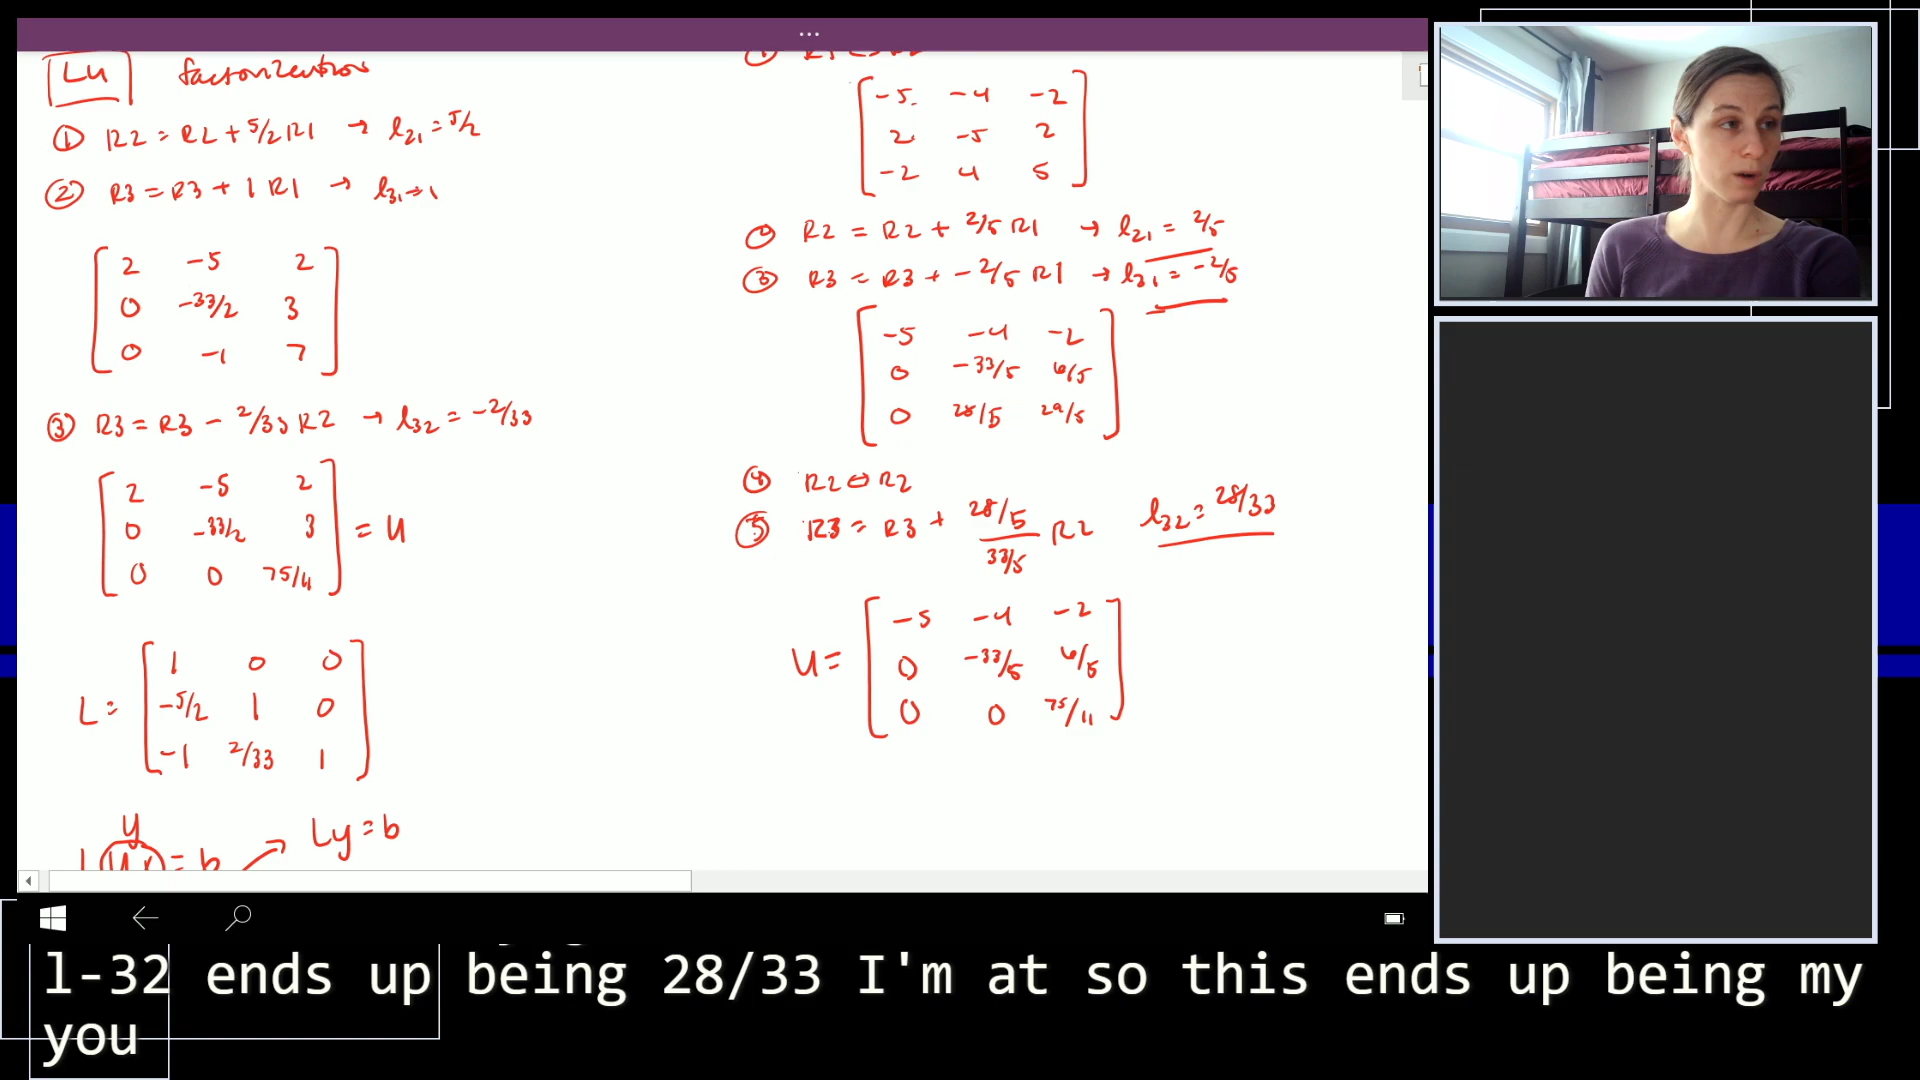 ...
LU factorization
① R2 = R2 + 5/2 R1 → l21 = 5/2
② R3 = R3 + 1 R1 → l31 → 1
2 -5 2
0 -33/2 3
0 -1 7
③ R3 = R3 - 2/33 R2 → l32 = -2/33
2 -5 2
0 -33/2 3 = U
0 0 75/11
1 0 0
L = -5/2 1 0
-1 2/33 1
y
= b → Ly = b
-5 -4 -2
2 -5 2
-2 4 5
R2 = R2 + 2/5 R1 → l21 = 2/5
③ R3 = R3 + -2/5 R1 → l31 = -2/5
-5 -4 -2
0 -33/5 6/5
0 28/5 29/5
④ R2 ⇔ R2
⑤ R3 = R3 + 28/5 / 33/5 R2 l32 = 28/33
-5 -4 -2
U = 0 -33/5 6/5
0 0 75/11
l-32 ends up being 28/33 I'm at so this ends up being my
you